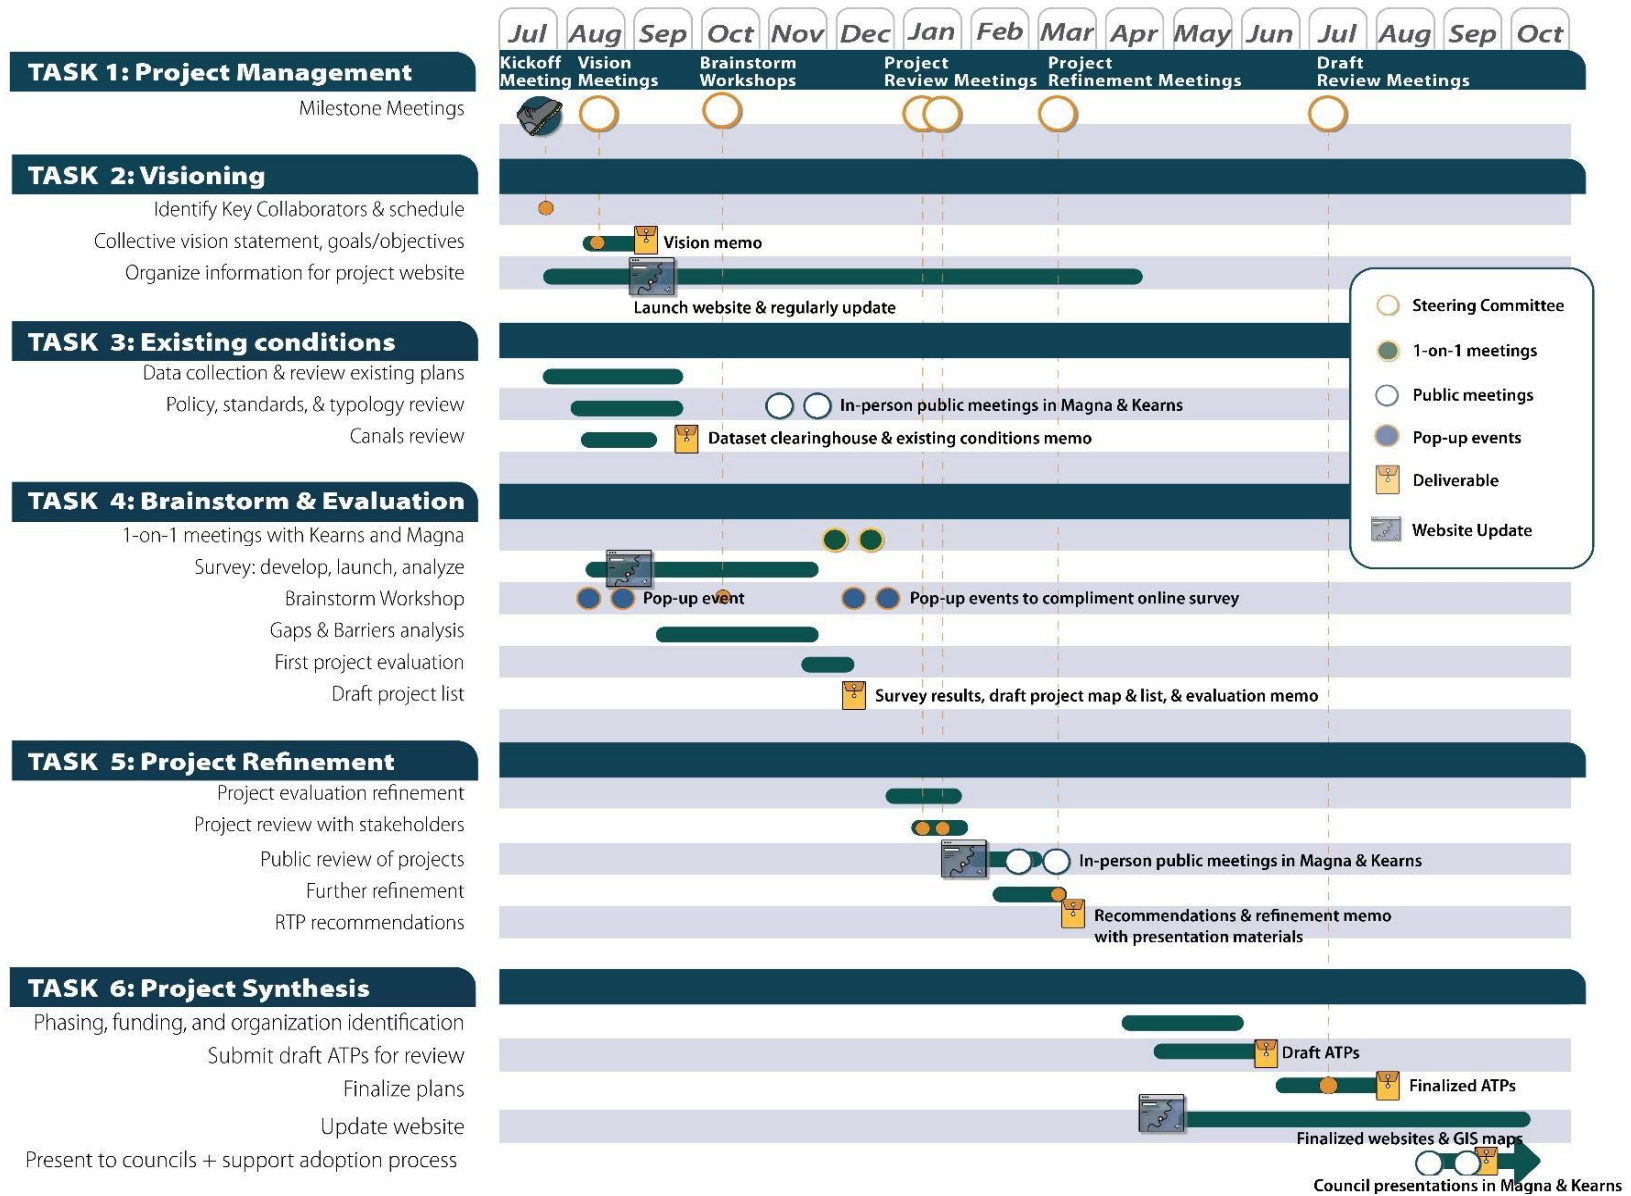 Jul Aug Sep Oct Nov Dec Jan Feb Mar Apr May Jun Jul Aug Sep Oct
TASK 1: Project Management
Kickoff Meeting
Vision Meetings
Brainstorm Workshops
Project Review Meetings
Project Refinement Meetings
Draft Review Meetings
Milestone Meetings
TASK 2: Visioning
Identify Key Collaborators & schedule
Collective vision statement, goals/objectives
Vision memo
Organize information for project website
Launch website & regularly update
TASK 3: Existing conditions
Data collection & review existing plans
Policy, standards, & typology review
In-person public meetings in Magna & Kearns
Canals review
Dataset clearinghouse & existing conditions memo
Steering Committee
1-on-1 meetings
Public meetings
Pop-up events
Deliverable
Website Update
TASK 4: Brainstorm & Evaluation
1-on-1 meetings with Kearns and Magna
Survey: develop, launch, analyze
Brainstorm Workshop
Pop-up event
Pop-up events to compliment online survey
Gaps & Barriers analysis
First project evaluation
Draft project list
Survey results, draft project map & list, & evaluation memo
TASK 5: Project Refinement
Project evaluation refinement
Project review with stakeholders
Public review of projects
In-person public meetings in Magna & Kearns
Further refinement
RTP recommendations
Recommendations & refinement memo
with presentation materials
TASK 6: Project Synthesis
Phasing, funding, and organization identification
Submit draft ATPs for review
Draft ATPs
Finalize plans
Finalized ATPs
Update website
Finalized websites & GIS maps
Present to councils + support adoption process
Council presentations in Magna & Kearns